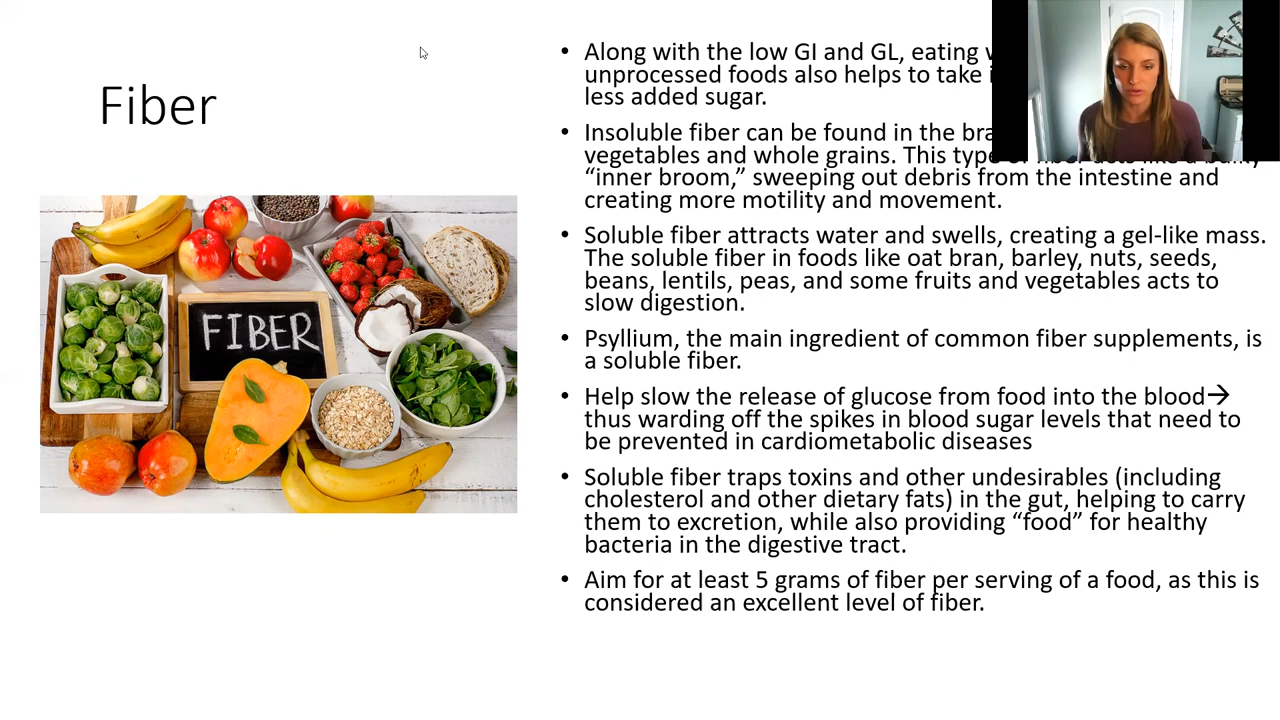 Fiber
FIBER
• Along with the low GI and GL, eating
unprocessed foods also helps to take
less added sugar.
• Insoluble fiber can be found in the
vegetables and whole grains. This type of fiber acts like a bulky
“inner broom,” sweeping out debris from the intestine and
creating more motility and movement.
• Soluble fiber attracts water and swells, creating a gel-like mass.
The soluble fiber in foods like oat bran, barley, nuts, seeds,
beans, lentils, peas, and some fruits and vegetables acts to
slow digestion.
• Psyllium, the main ingredient of common fiber supplements, is
a soluble fiber.
• Help slow the release of glucose from food into the blood→
thus warding off the spikes in blood sugar levels that need to
be prevented in cardiometabolic diseases
• Soluble fiber traps toxins and other undesirables (including
cholesterol and other dietary fats) in the gut, helping to carry
them to excretion, while also providing “food” for healthy
bacteria in the digestive tract.
• Aim for at least 5 grams of fiber per serving of a food, as this is
considered an excellent level of fiber.